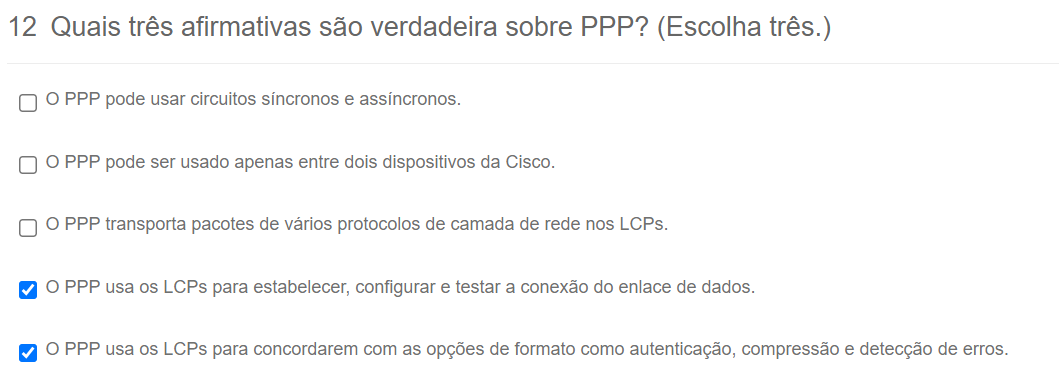 12 Quais três afirmativas são verdadeira sobre PPP? (Escolha três.)
O PPP pode usar circuitos síncronos e assíncronos.
O PPP pode ser usado apenas entre dois dispositivos da Cisco.
O PPP transporta pacotes de vários protocolos de camada de rede nos LCPs.
O PPP usa os LCPs para estabelecer, configurar e testar a conexão do enlace de dados.
O PPP usa os LCPs para concordarem com as opções de formato como autenticação, compressão e detecção de erros.